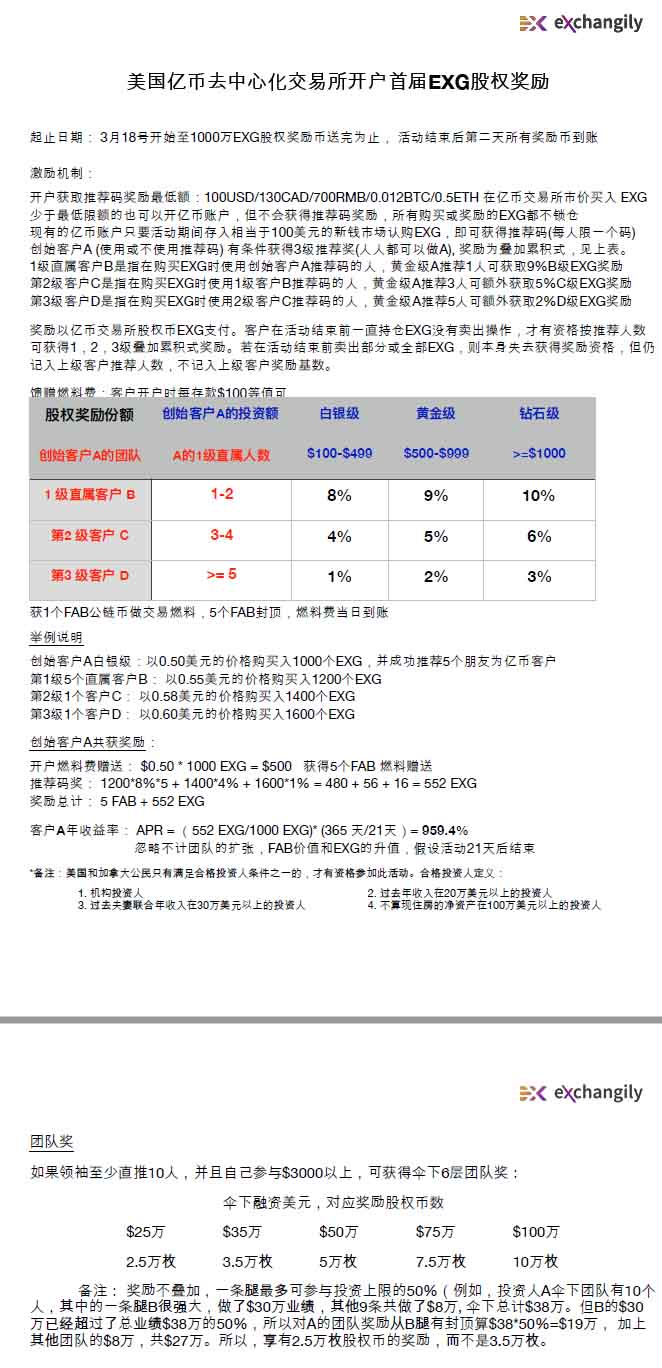 exchangily
美国亿币去中心化交易所开户首届EXG股权奖励
起止日期： 3月18号开始至1000万EXG股权奖励币送完为止， 活动结束后第二天所有奖励币到账
激励机制：
开户获取推荐码奖励最低额：100USD/130CAD/700RMB/0.012BTC/0.5ETH 在亿币交易所市价买入 EXG
少于最低限额的也可以开亿币账户，但不会获得推荐码奖励，所有购买或奖励的EXG都不锁仓
现有的亿币账户只要活动期间存入相当于100美元的新钱市场认购EXG，即可获得推荐码(每人限一个码)
创始客户A (使用或不使用推荐码) 有条件获得3级推荐奖(人人都可以做A), 奖励为叠加累积式，见上表。
1级直属客户B是指在购买EXG时使用创始客户A推荐码的人，黄金级A推荐1人可获取9%B级EXG奖励
第2级客户C是指在购买EXG时使用1级客户B推荐码的人，黄金级A推荐3人可额外获取5%C级EXG奖励
第3级客户D是指在购买EXG时使用2级客户C推荐码的人，黄金级A推荐5人可额外获取2%D级EXG奖励
奖励以亿币交易所股权币EXG支付。客户在活动结束前一直持仓EXG没有卖出操作，才有资格按推荐人数
可获得1，2，3级叠加累积式奖励。若在活动结束前卖出部分或全部EXG，则本身失去获得奖励资格，但仍
记入上级客户推荐人数，不记入上级客户奖励基数。
馈赠燃料费：客户开户时每存款$100等值可
股权奖励份额 创始客户A的投资额 白银级 黄金级 钻石级
创始客户A的团队 A的1级直属人数 $100-$499 $500-$999 >=$1000
1 级直属客户 B 1-2 8% 9% 10%
第2 级客户 C 3-4 4% 5% 6%
第3级客户 D >= 5 1% 2% 3%
获1个FAB公链币做交易燃料，5个FAB封顶，燃料费当日到账
举例说明
创始客户A白银级：以0.50美元的价格购买入1000个EXG，并成功推荐5个朋友为亿币客户
第1级5个直属客户B： 以0.55美元的价格购买入1200个EXG
第2级1个客户C： 以0.58美元的价格购买入1400个EXG
第3级1个客户D： 以0.60美元的价格购买入1600个EXG
创始客户A共获奖励：
开户燃料费赠送： $0.50 * 1000 EXG = $500 获得5个FAB 燃料赠送
推荐码奖： 1200*8%*5 + 1400*4% + 1600*1% = 480 + 56 + 16 = 552 EXG
奖励总计： 5 FAB + 552 EXG
客户A年收益率： APR = （ 552 EXG/1000 EXG)* (365 天/21天 ) = 959.4%
忽略不计团队的扩张，FAB价值和EXG的升值，假设活动21天后结束
*备注：美国和加拿大公民只有满足合格投资人条件之一的，才有资格参加此活动。合格投资人定义：
1. 机构投资人 2. 过去年收入在20万美元以上的投资人
3. 过去夫妻联合年收入在30万美元以上的投资人 4. 不算现住房的净资产在100万美元以上的投资人
exchangily
团队奖
如果领袖至少直推10人，并且自己参与$3000以上，可获得伞下6层团队奖：
伞下融资美元，对应奖励股权币数
$25万 $35万 $50万 $75万 $100万
2.5万枚 3.5万枚 5万枚 7.5万枚 10万枚
备注： 奖励不叠加，一条腿最多可参与投资上限的50%（例如，投资人A伞下团队有10个
人，其中的一条腿B很强大，做了$30万业绩，其他9条共做了$8万, 伞下总计$38万。但B的$30
万已经超过了总业绩$38万的50%，所以对A的团队奖励从B腿有封顶算$38*50%=$19万， 加上
其他团队的$8万，共$27万。所以，享有2.5万枚股权币的奖励，而不是3.5万枚。